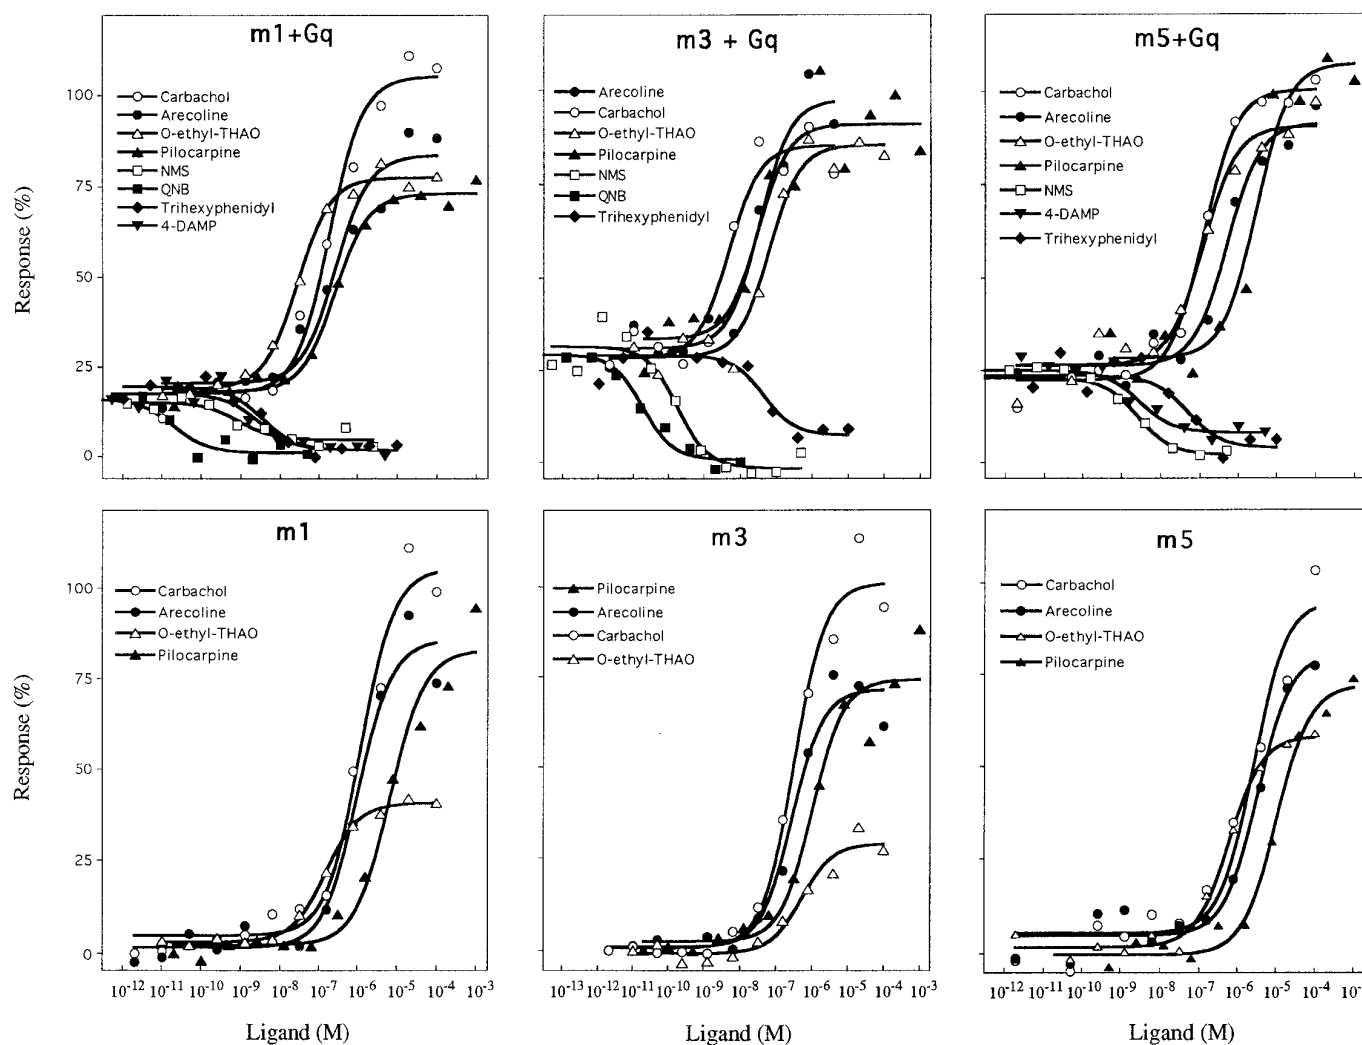 m1+Gq
Carbachol
Arecoline
O-ethyl-THAO
Pilocarpine
NMS
QNB
Trihexyphenidyl
4-DAMP
Response (%)
100
75
50
25
0
m3 + Gq
Arecoline
Carbachol
O-ethyl-THAO
Pilocarpine
NMS
QNB
Trihexyphenidyl
m5+Gq
Carbachol
Arecoline
O-ethyl-THAO
Pilocarpine
NMS
4-DAMP
Trihexyphenidyl
m1
Carbachol
Arecoline
O-ethyl-THAO
Pilocarpine
Response (%)
100
75
50
25
0
10-12 10-11 10-10 10-9 10-8 10-7 10-6 10-5 10-4 10-3
Ligand (M)
m3
Pilocarpine
Arecoline
Carbachol
O-ethyl-THAO
10-13 10-12 10-11 10-10 10-9 10-8 10-7 10-6 10-5 10-4 10-3
Ligand (M)
m5
Carbachol
Arecoline
O-ethyl-THAO
Pilocarpine
10-12 10-11 10-10 10-9 10-8 10-7 10-6 10-5 10-4 10-3
Ligand (M)